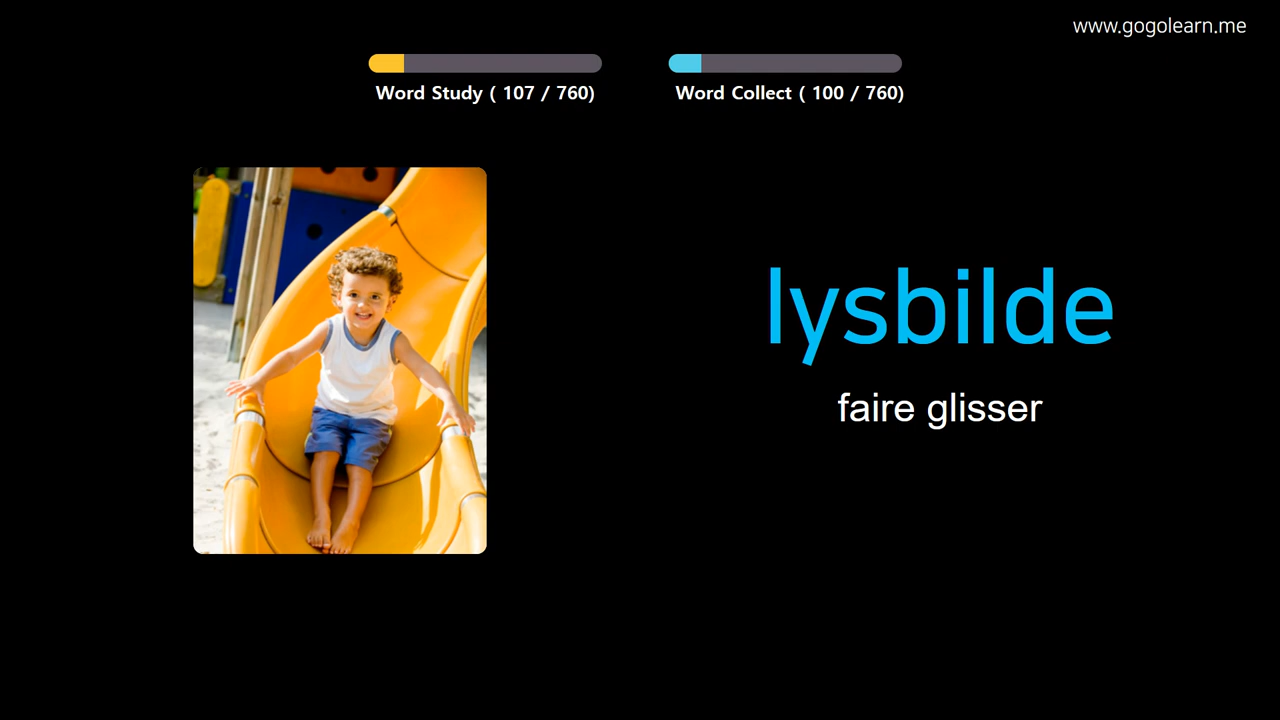 www.gogolearn.me
Word Study ( 107 / 760)
Word Collect ( 100 / 760)
lysbilde
faire glisser